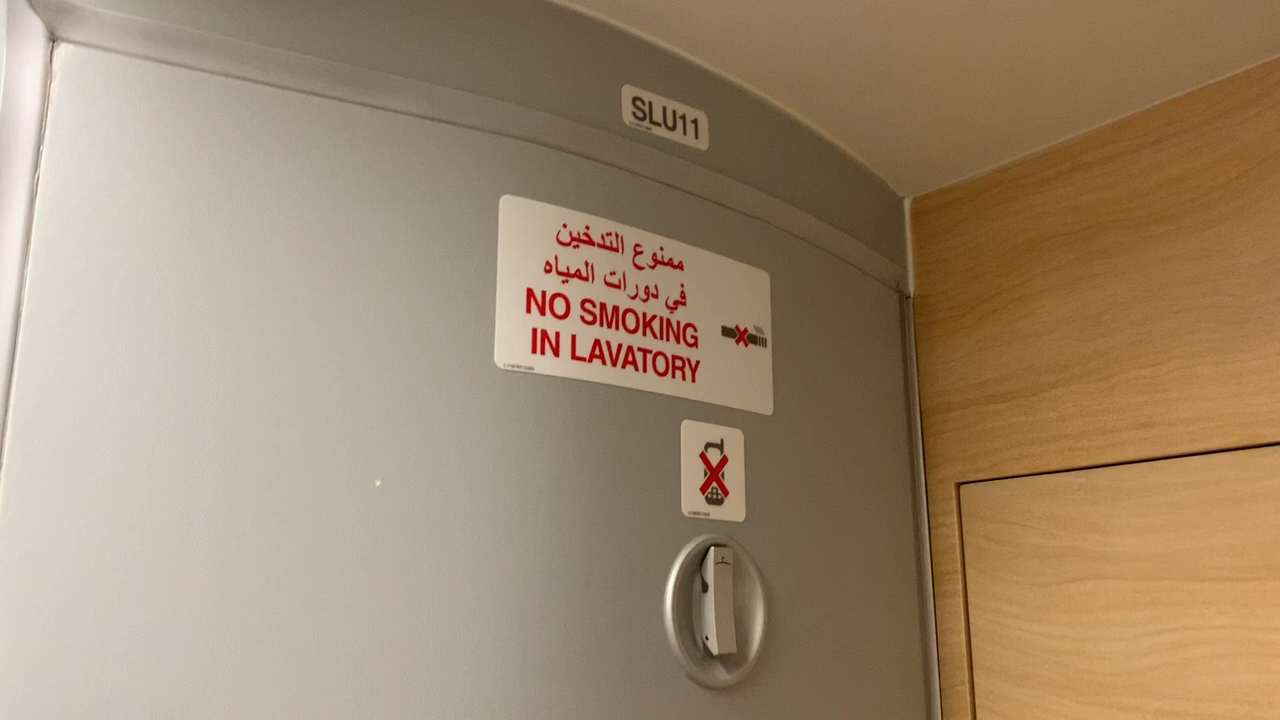 SLU11
ممنوع التدخين
في دورات المياه
NO SMOKING
IN LAVATORY